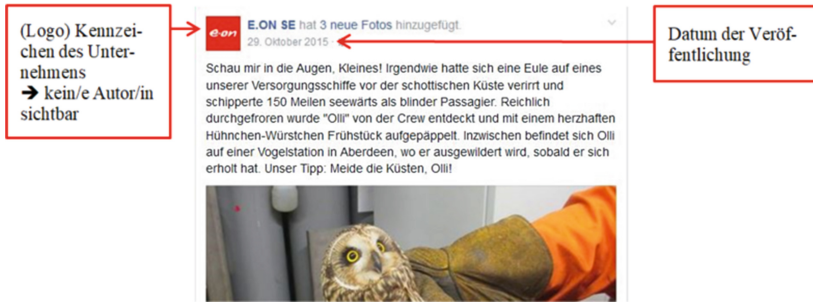 (Logo) Kennzei-
chen des Unter-
nehmens
➔ kein/e Autor/in
sichtbar
e·on
E.ON SE hat 3 neue Fotos hinzugefügt.
29. Oktober 2015 ·
Schau mir in die Augen, Kleines! Irgendwie hatte sich eine Eule auf eines
unserer Versorgungsschiffe vor der schottischen Küste verirrt und
schipperte 150 Meilen seewärts als blinder Passagier. Reichlich
durchgefroren wurde "Olli" von der Crew entdeckt und mit einem herzhaften
Hühnchen-Würstchen Frühstück aufgepäppelt. Inzwischen befindet sich Olli
auf einer Vogelstation in Aberdeen, wo er ausgewildert wird, sobald er sich
erholt hat. Unser Tipp: Meide die Küsten, Olli!
Datum der Veröf-
fentlichung